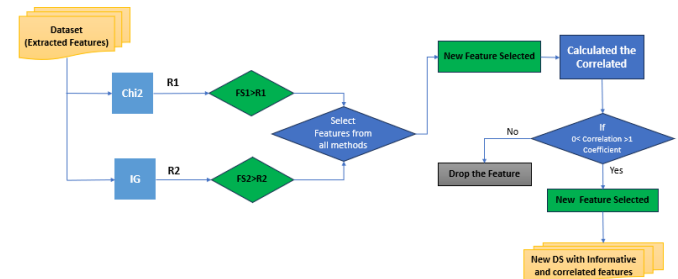 Dataset
(Extracted Features)
Chi2
R1
FS1>R1
IG
R2
FS2>R2
Select
Features from
all methods
New Feature Selected
Calculated the
Correlated
If
0< Correlation >1
Coefficient
No
Drop the Feature
Yes
New Feature Selected
New DS with Informative
and correlated features